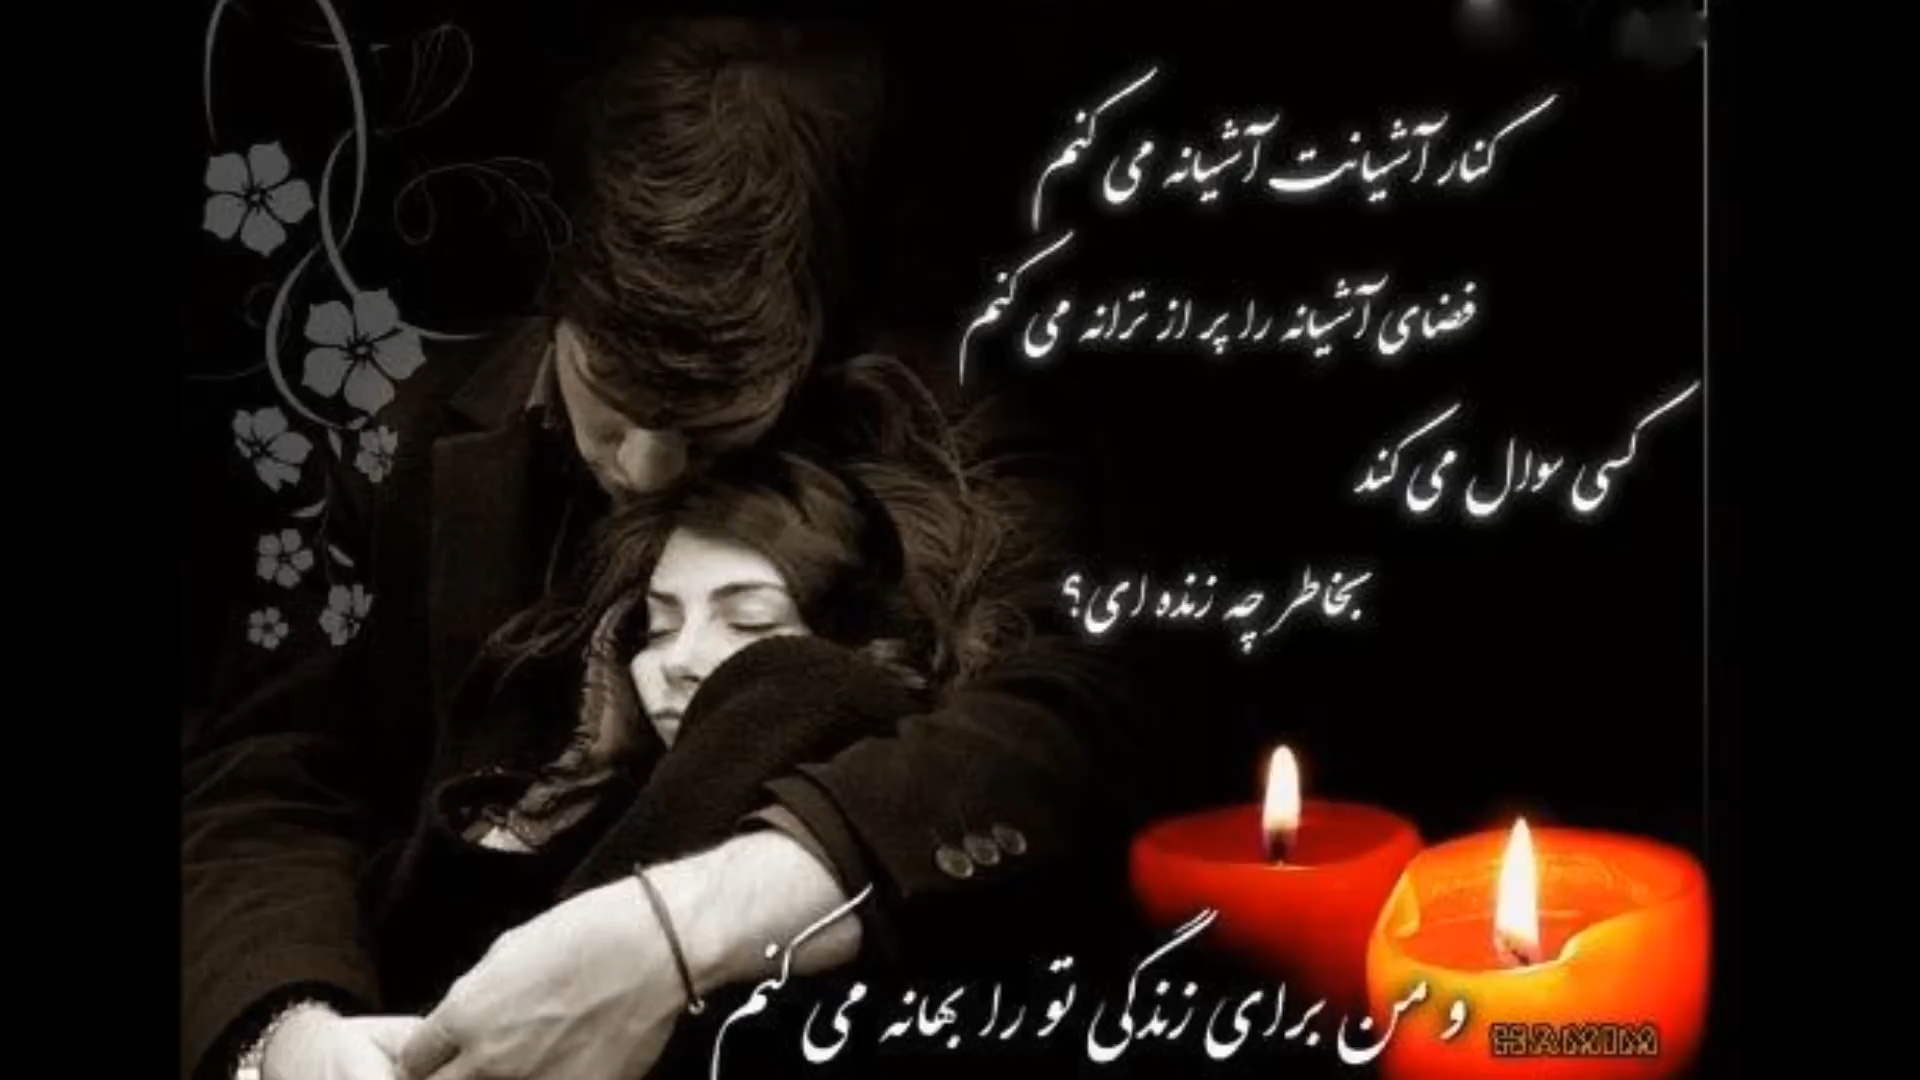 کنار آشیانت آشیانه می کنم
فضای آشیانه را پر از ترانه می کنم
کسی سوال می کند
بخاطر چه زنده ای؟
و من برای زندگی تو را بهانه می کنم
HAMIM